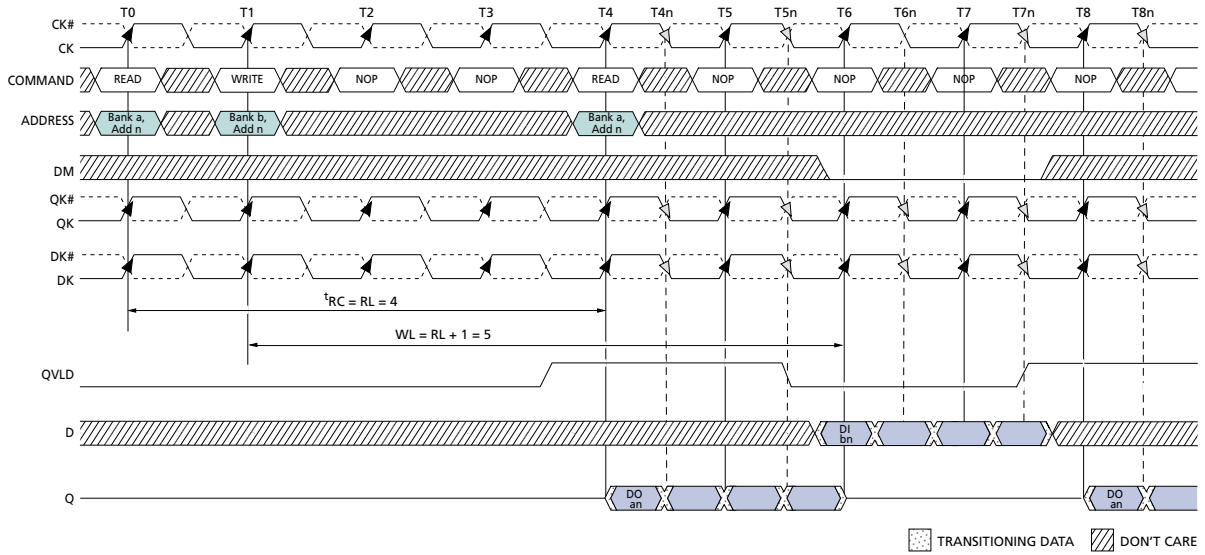 T0 T1 T2 T3 T4 T4n T5 T5n T6 T6n T7 T7n T8 T8n
CK#
CK
COMMAND READ WRITE NOP NOP READ NOP NOP NOP NOP
ADDRESS Bank a, Add n Bank b, Add n Bank a, Add n
DM
QK#
QK
DK#
DK
tRC = RL = 4
WL = RL + 1 = 5
QVLD
D DI bn
Q DO an DO an
TRANSITIONING DATA DON'T CARE